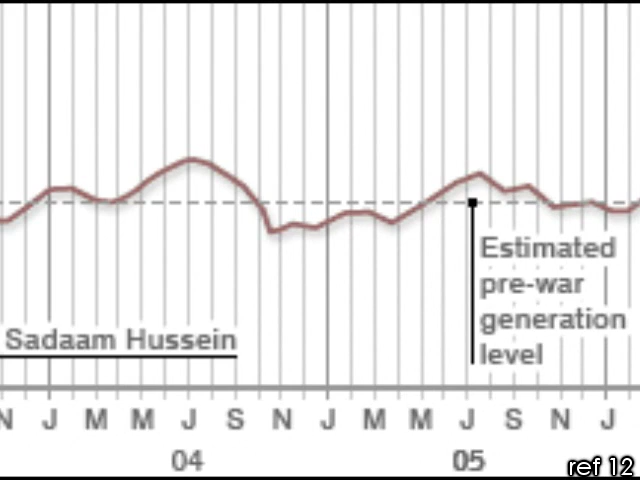 Estimated
pre-war
generation
level
Sadaam Hussein
N J M M J S N J M M J S N J
04 05
ref 12